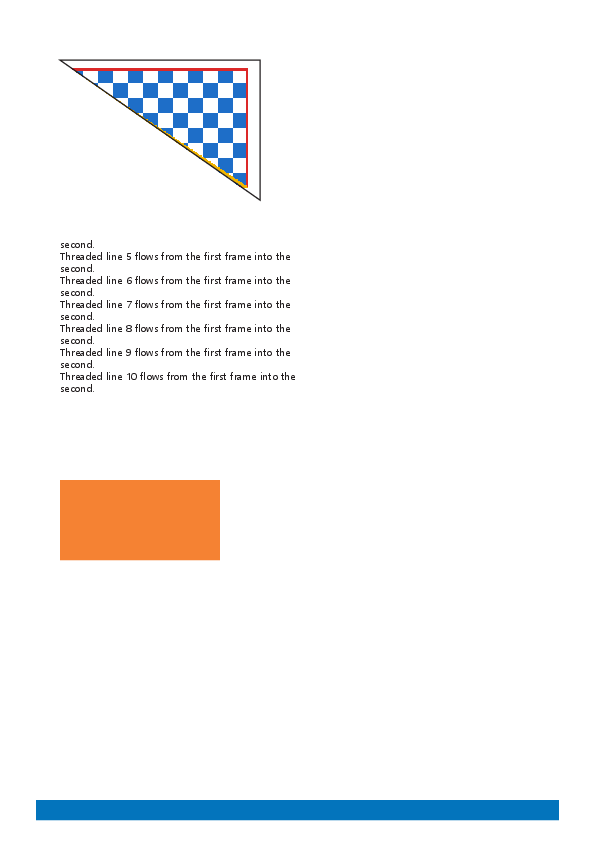 second.
Threaded line 5 flows from the first frame into the
second.
Threaded line 6 flows from the first frame into the
second.
Threaded line 7 flows from the first frame into the
second.
Threaded line 8 flows from the first frame into the
second.
Threaded line 9 flows from the first frame into the
second.
Threaded line 10 flows from the first frame into the
second.